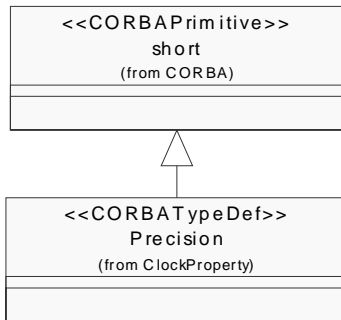 <<CORBAPrimitive>>
short
(from CORBA)
<<CORBATypeDef>>
Precision
(from ClockProperty)